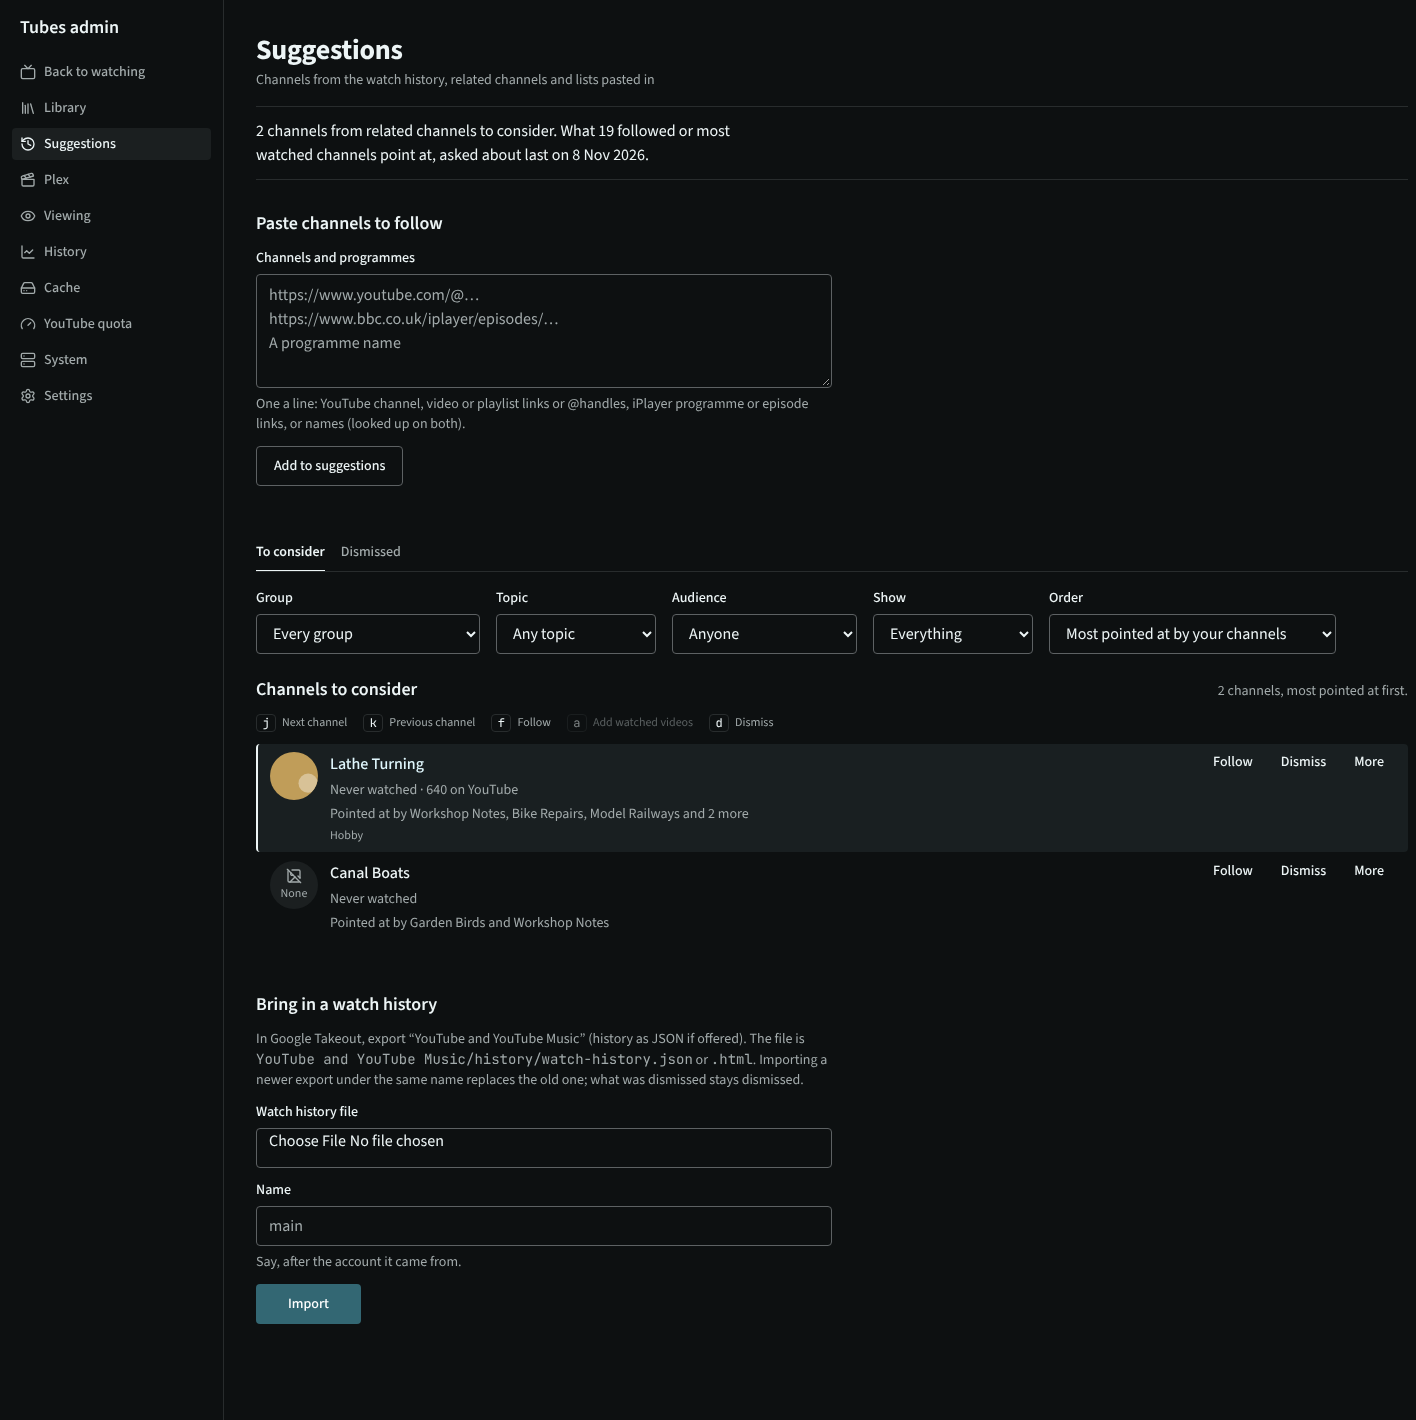 Tubes admin
Back to watching
Library
Suggestions
Plex
Viewing
History
Cache
YouTube quota
System
Settings
Suggestions
Channels from the watch history, related channels and lists pasted in
2 channels from related channels to consider. What 19 followed or most
watched channels point at, asked about last on 8 Nov 2026.
Paste channels to follow
Channels and programmes
https://www.youtube.com/@…
https://www.bbc.co.uk/iplayer/episodes/…
A programme name
One a line: YouTube channel, video or playlist links or @handles, iPlayer programme or episode
links, or names (looked up on both).
Add to suggestions
To consider Dismissed
Group Topic Audience Show Order
Every group Any topic Anyone Everything Most pointed at by your channels
Channels to consider 2 channels, most pointed at first.
j Next channel k Previous channel f Follow a Add watched videos d Dismiss
Lathe Turning Follow Dismiss More
Never watched · 640 on YouTube
Pointed at by Workshop Notes, Bike Repairs, Model Railways and 2 more
Hobby
Canal Boats Follow Dismiss More
None
Never watched
Pointed at by Garden Birds and Workshop Notes
Bring in a watch history
In Google Takeout, export “YouTube and YouTube Music” (history as JSON if offered). The file is
YouTube and YouTube Music/history/watch-history.json or .html. Importing a
newer export under the same name replaces the old one; what was dismissed stays dismissed.
Watch history file
Choose File No file chosen
Name
main
Say, after the account it came from.
Import